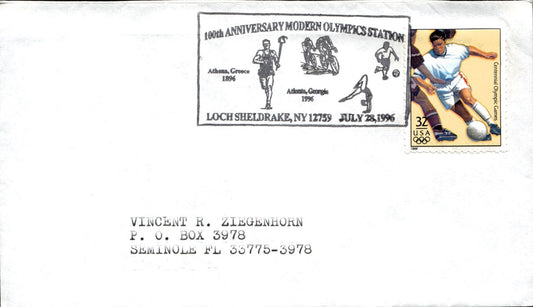 100th ANNIVERSARY MODERN OLYMPICS STATION
Athens, Greece
1896
Atlanta, Georgia
1996
LOCH SHELDRAKE, NY 12759 JULY 28, 1996
Centennial Olympic Games
32
USA
VINCENT R. ZIEGENHORN
P. O. BOX 3978
SEMINOLE FL 33775-3978